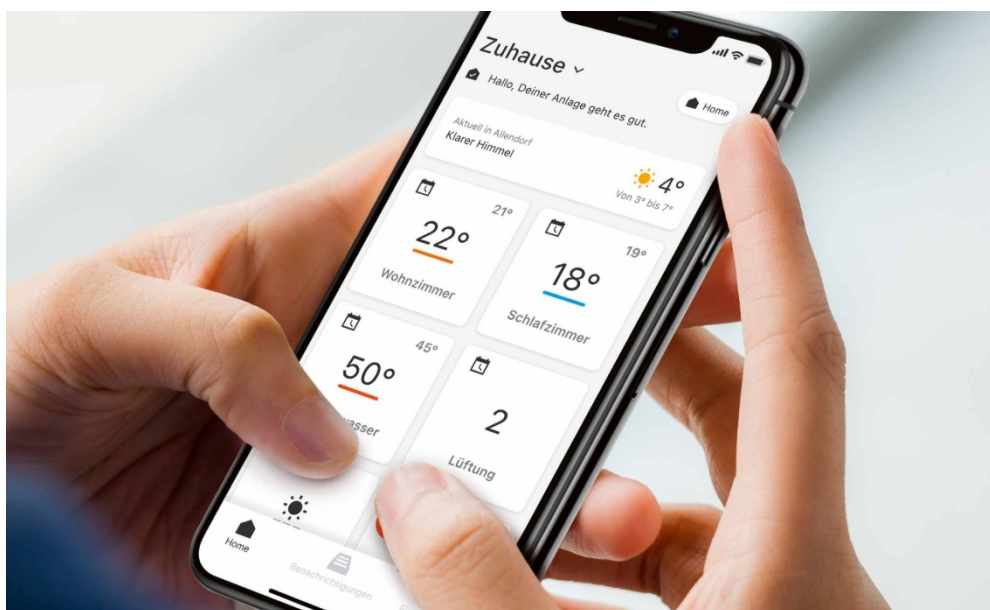 Zuhause
Home
Hallo, Deiner Anlage geht es gut.
Aktuell in Allendorf
Klarer Himmel
4°
Von 3° bis 7°
21°
22°
Wohnzimmer
19°
18°
Schlafzimmer
45°
50°
2
Lüftung
Home
Benachrichtigungen